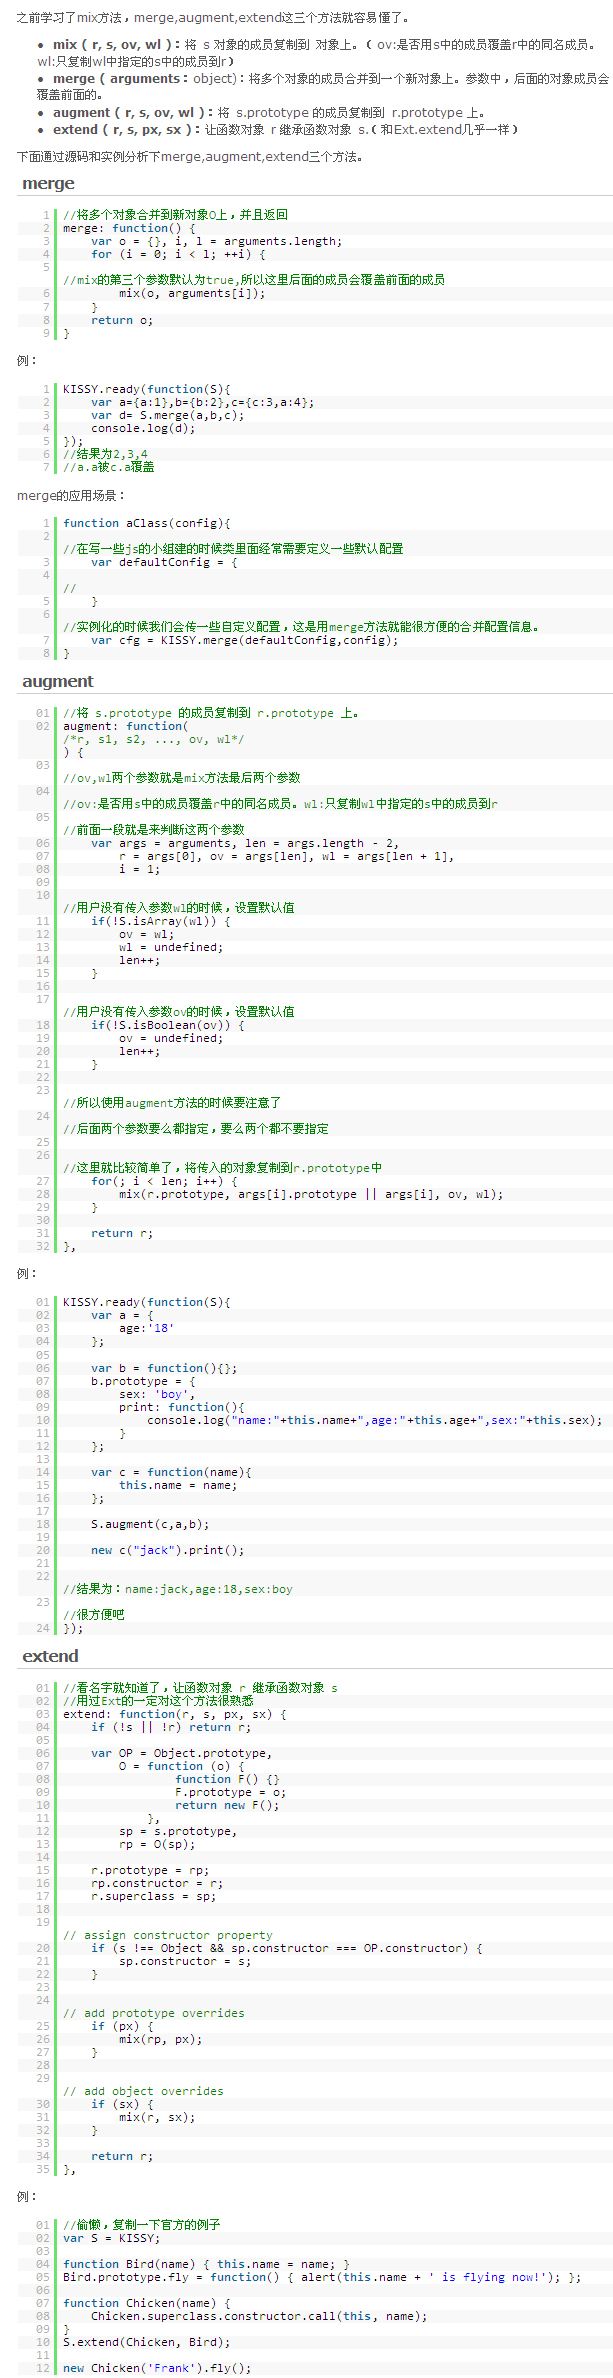 之前学习了mix方法，merge,augment,extend这三个方法就容易懂了。
● mix ( r, s, ov, wl )：将 s 对象的成员复制到 对象上。( ov:是否用s中的成员覆盖r中的同名成员。
wl:只复制wl中指定的s中的成员到r )
● merge ( arguments：object)：将多个对象的成员合并到一个新对象上。参数中，后面的对象成员会
覆盖前面的。
● augment ( r, s, ov, wl )：将 s.prototype 的成员复制到 r.prototype 上。
● extend ( r, s, px, sx )：让函数对象 r 继承函数对象 s.( 和Ext.extend几乎一样 )
下面通过源码和实例分析下merge,augment,extend三个方法。
merge
1 //将多个对象合并到新对象O上，并且返回
2 merge: function() {
3     var o = {}, i, l = arguments.length;
4     for (i = 0; i < l; ++i) {
5
//mix的第三个参数默认为true,所以这里后面的成员会覆盖前面的成员
6         mix(o, arguments[i]);
7     }
8     return o;
9 }
例：
1 KISSY.ready(function(S){
2     var a={a:1},b={b:2},c={c:3,a:4};
3     var d= S.merge(a,b,c);
4     console.log(d);
5 });
6 //结果为2,3,4
7 //a.a被c.a覆盖
merge的应用场景：
1 function aClass(config){
2
//在写一些js的小组建的时候类里面经常需要定义一些默认配置
3     var defaultConfig = {
4
//
5     }
6
//实例化的时候我们会传一些自定义配置，这是用merge方法就能很方便的合并配置信息。
7     var cfg = KISSY.merge(defaultConfig,config);
8 }
augment
01 //将 s.prototype 的成员复制到 r.prototype 上。
02 augment: function(
/*r, s1, s2, ..., ov, wl*/
) {
03
//ov,wl两个参数就是mix方法最后两个参数
04
//ov:是否用s中的成员覆盖r中的同名成员。wl:只复制wl中指定的s中的成员到r
05
//前面一段就是来判断这两个参数
06     var args = arguments, len = args.length - 2,
07         r = args[0], ov = args[len], wl = args[len + 1],
08         i = 1;
09
10
//用户没有传入参数wl的时候，设置默认值
11     if(!S.isArray(wl)) {
12         ov = wl;
13         wl = undefined;
14         len++;
15     }
16
17
//用户没有传入参数ov的时候，设置默认值
18     if(!S.isBoolean(ov)) {
19         ov = undefined;
20         len++;
21     }
22
23
//所以使用augment方法的时候要注意了
24
//后面两个参数要么都指定，要么两个都不要指定
25
26
//这里就比较简单了，将传入的对象复制到r.prototype中
27     for(; i < len; i++) {
28         mix(r.prototype, args[i].prototype || args[i], ov, wl);
29     }
30
31     return r;
32 },
例：
01 KISSY.ready(function(S){
02     var a = {
03         age:'18'
04     };
05
06     var b = function(){};
07     b.prototype = {
08         sex: 'boy',
09         print: function(){
10             console.log("name:"+this.name+",age:"+this.age+",sex:"+this.sex);
11         }
12     };
13
14     var c = function(name){
15         this.name = name;
16     };
17
18     S.augment(c,a,b);
19
20     new c("jack").print();
21
22
//结果为：name:jack,age:18,sex:boy
23
//很方便吧
24 });
extend
01 //看名字就知道了，让函数对象 r 继承函数对象 s
02 //用过Ext的一定对这个方法很熟悉
03 extend: function(r, s, px, sx) {
04     if (!s || !r) return r;
05
06     var OP = Object.prototype,
07         O = function (o) {
08                 function F() {}
09                 F.prototype = o;
10                 return new F();
11             },
12         sp = s.prototype,
13         rp = O(sp);
14
15     r.prototype = rp;
16     rp.constructor = r;
17     r.superclass = sp;
18
19
// assign constructor property
20     if (s !== Object && sp.constructor === OP.constructor) {
21         sp.constructor = s;
22     }
23
24
// add prototype overrides
25     if (px) {
26         mix(rp, px);
27     }
28
29
// add object overrides
30     if (sx) {
31         mix(r, sx);
32     }
33
34     return r;
35 },
例：
01 //偷懒，复制一下官方的例子
02 var S = KISSY;
03
04 function Bird(name) { this.name = name; }
05 Bird.prototype.fly = function() { alert(this.name + ' is flying now!'); };
06
07 function Chicken(name) {
08     Chicken.superclass.constructor.call(this, name);
09 }
10 S.extend(Chicken, Bird);
11
12 new Chicken('Frank').fly();